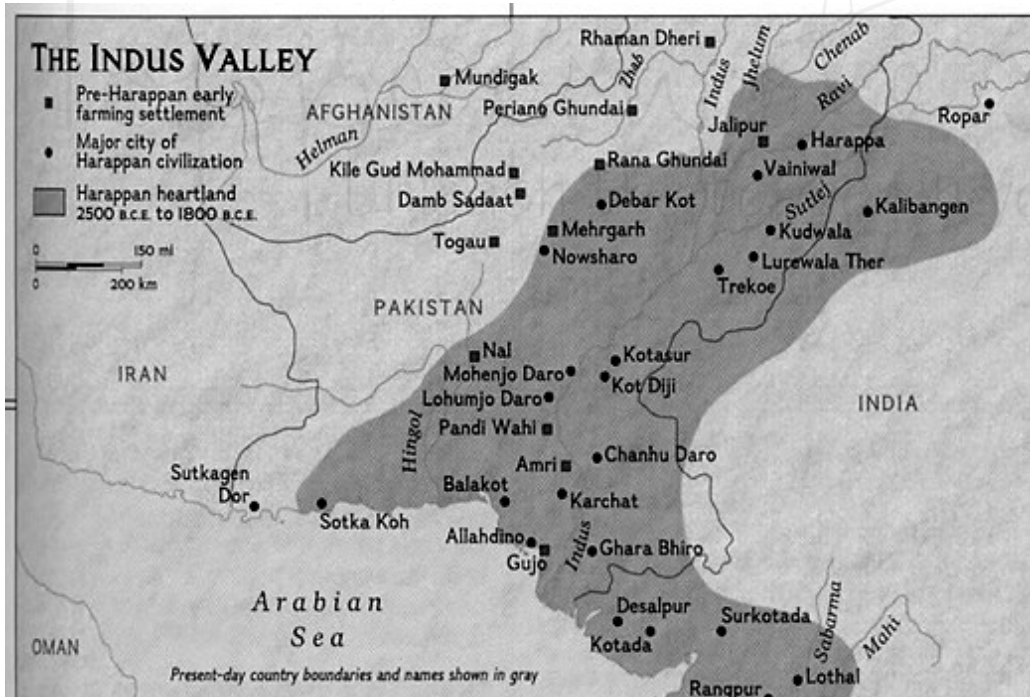 THE INDUS VALLEY
Pre-Harappan early
farming settlement
Major city of
Harappan civilization
Harappan heartland
2500 B.C.E. to 1800 B.C.E.
0 150 mi
0 200 km
Rhaman Dheri
Mundigak
AFGHANISTAN
Helman
Periano Ghundai
Zhab
Indus
Jhelum
Chenab
Ravi
Ropar
Jalipur
Harappa
Kile Gud Mohammad
Rana Ghundai
Vainiwal
Damb Sadaat
Debar Kot
Sutlej
Kalibangen
Togau
Mehrgarh
Kudwala
Nowsharo
Lurewala Ther
Trekoe
PAKISTAN
IRAN
Nal
Kotasur
Mohenjo Daro
Kot Diji
Lohumjo Daro
INDIA
Hingol
Pandi Wahi
Chanhu Daro
Amri
Sutkagen
Dor
Balakot
Karchat
Sotka Koh
Allahdino
Gujo
Indus
Ghara Bhiro
Arabian
Sea
Desalpur
Kotada
Surkotada
Sabarma
Mahi
OMAN
Present-day country boundaries and names shown in gray
Lothal
Rangpur